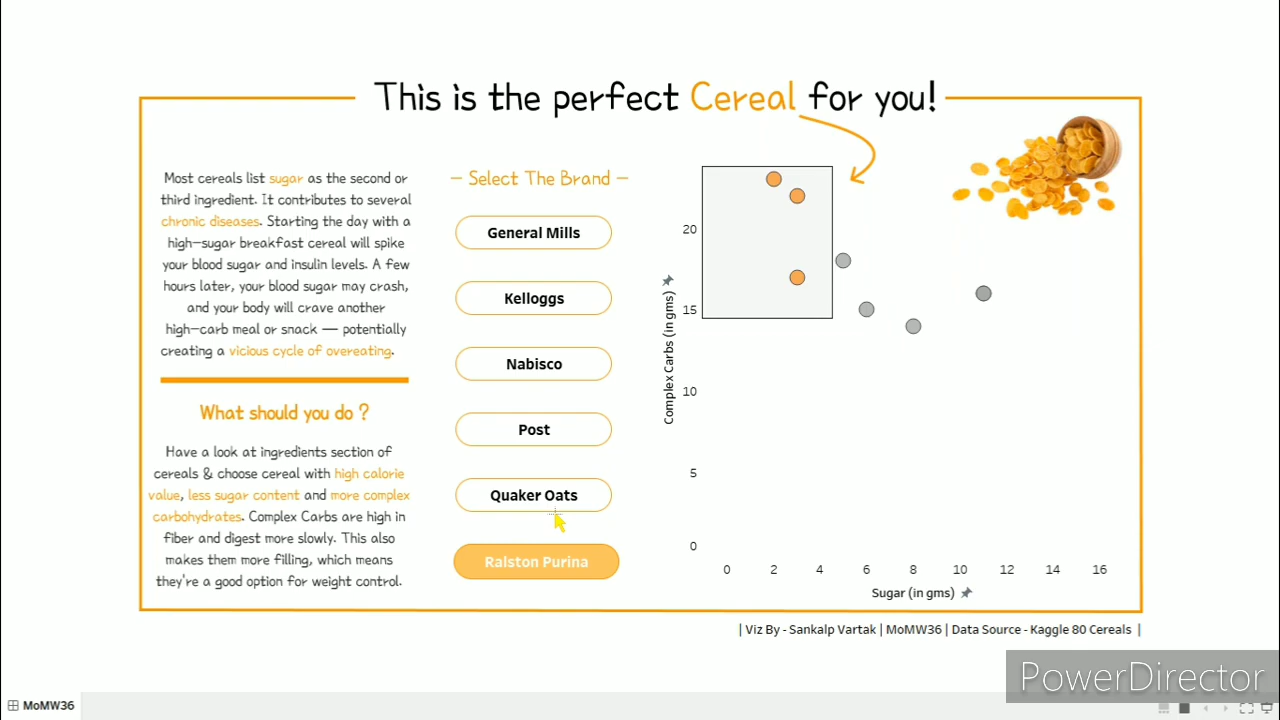 This is the perfect Cereal for you!
Most cereals list sugar as the second or
third ingredient. It contributes to several
chronic diseases. Starting the day with a
high-sugar breakfast cereal will spike
your blood sugar and insulin levels. A few
hours later, your blood sugar may crash,
and your body will crave another
high-carb meal or snack — potentially
creating a vicious cycle of overeating.
What should you do ?
Have a look at ingredients section of
cereals & choose cereal with high calorie
value, less sugar content and more complex
carbohydrates. Complex Carbs are high in
fiber and digest more slowly. This also
makes them more filling, which means
they're a good option for weight control.
— Select The Brand —
General Mills
Kelloggs
Nabisco
Post
Quaker Oats
Ralston Purina
Complex Carbs (in gms)
20
15
10
5
0
0 2 4 6 8 10 12 14 16
Sugar (in gms)
| Viz By - Sankalp Vartak | MoMW36 | Data Source - Kaggle 80 Cereals |
PowerDirector
MoMW36